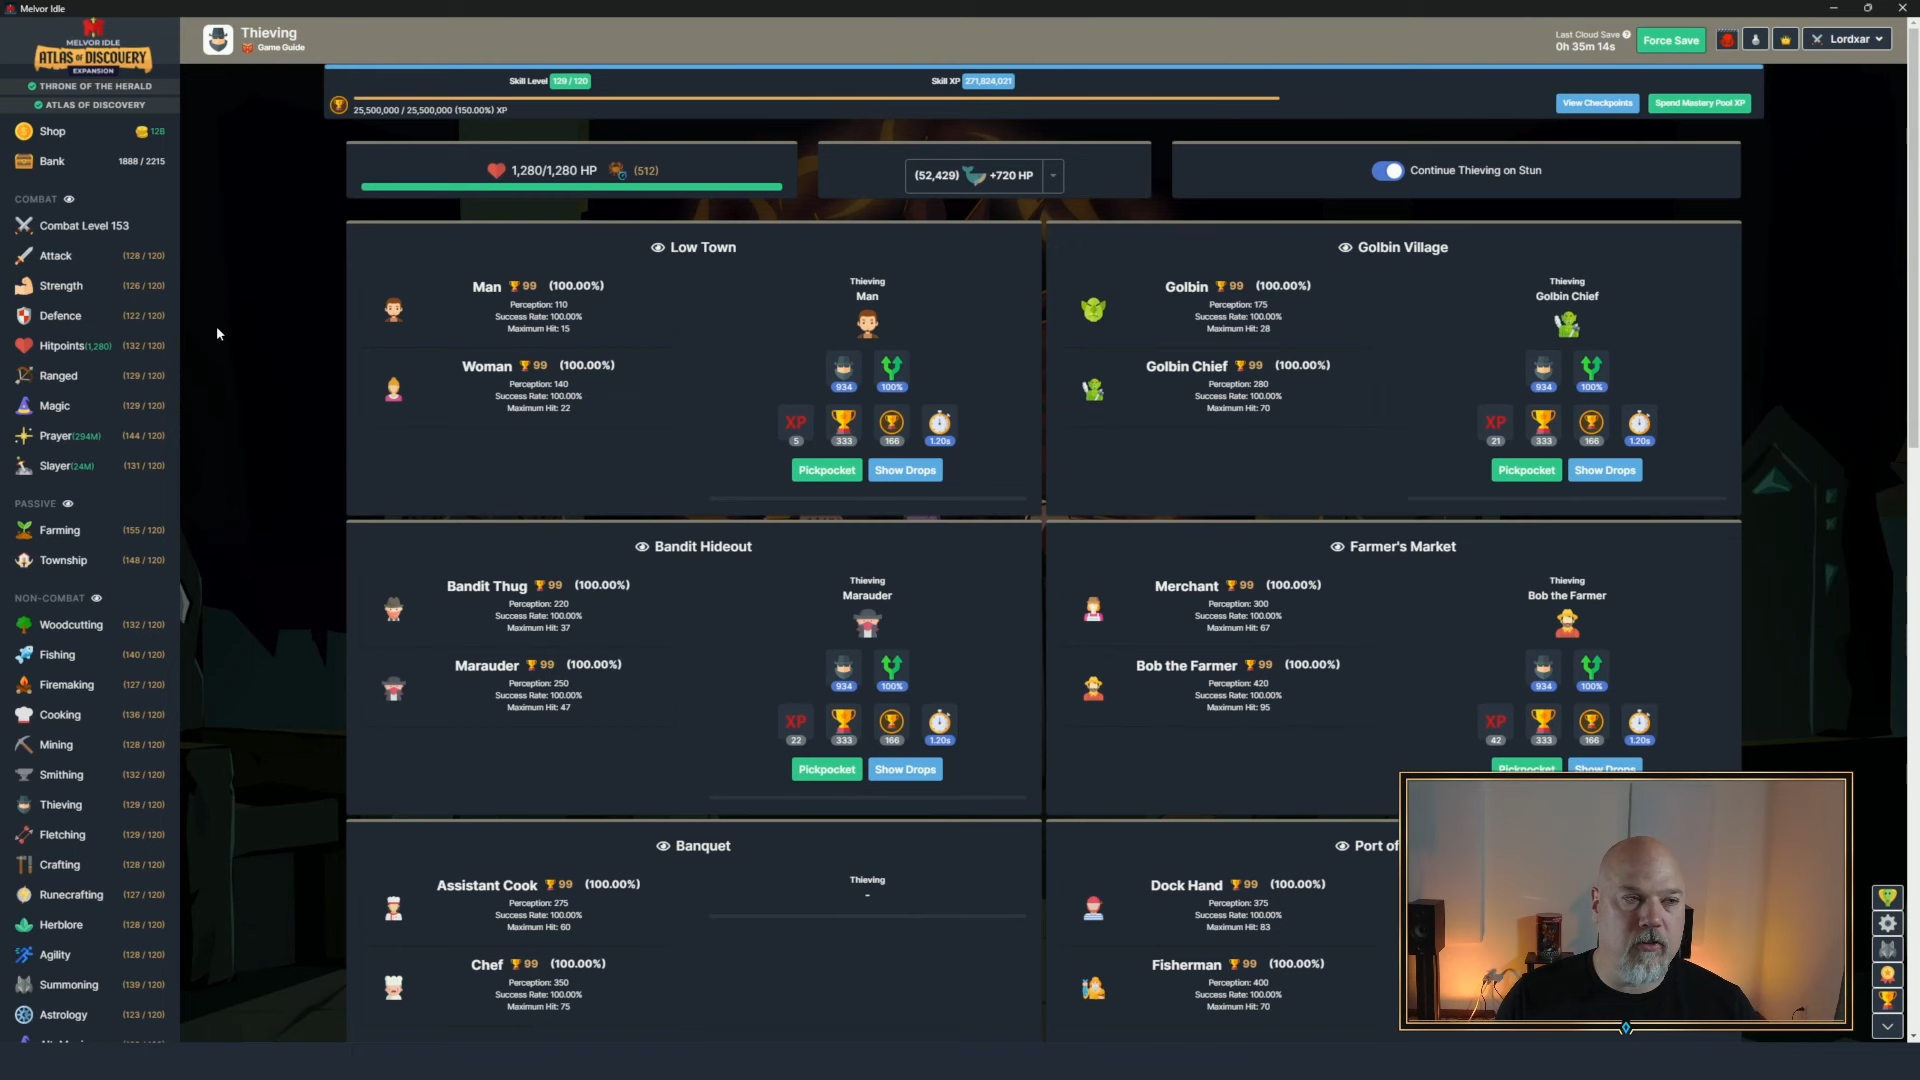 Melvor Idle
MELVOR IDLE
ATLAS OF DISCOVERY
EXPANSION
THRONE OF THE HERALD
ATLAS OF DISCOVERY
Shop 12B
Bank 1888 / 2215
COMBAT
Combat Level 153
Attack (128 / 120)
Strength (126 / 120)
Defence (122 / 120)
Hitpoints(1,280) (132 / 120)
Ranged (129 / 120)
Magic (129 / 120)
Prayer(294M) (144 / 120)
Slayer(24M) (131 / 120)
PASSIVE
Farming (155 / 120)
Township (148 / 120)
NON-COMBAT
Woodcutting (132 / 120)
Fishing (140 / 120)
Firemaking (127 / 120)
Cooking (136 / 120)
Mining (128 / 120)
Smithing (132 / 120)
Thieving (129 / 120)
Fletching (129 / 120)
Crafting (128 / 120)
Runecrafting (127 / 120)
Herblore (128 / 120)
Agility (128 / 120)
Summoning (139 / 120)
Astrology (123 / 120)
Thieving
Game Guide
Last Cloud Save
0h 35m 14s
Force Save
Lordxar
Skill Level 129 / 120
Skill XP 271,824,021
25,500,000 / 25,500,000 (150.00%) XP
View Checkpoints
Spend Mastery Pool XP
1,280/1,280 HP (512)
(52,429) +720 HP
Continue Thieving on Stun
Low Town
Man 99 (100.00%)
Perception: 110
Success Rate: 100.00%
Maximum Hit: 15
Woman 99 (100.00%)
Perception: 140
Success Rate: 100.00%
Maximum Hit: 22
Thieving
Man
934 100%
XP
5 333 166 1.20s
Pickpocket Show Drops
Golbin Village
Golbin 99 (100.00%)
Perception: 175
Success Rate: 100.00%
Maximum Hit: 28
Golbin Chief 99 (100.00%)
Perception: 280
Success Rate: 100.00%
Maximum Hit: 70
Thieving
Golbin Chief
934 100%
XP
21 333 166 1.20s
Pickpocket Show Drops
Bandit Hideout
Bandit Thug 99 (100.00%)
Perception: 220
Success Rate: 100.00%
Maximum Hit: 37
Marauder 99 (100.00%)
Perception: 250
Success Rate: 100.00%
Maximum Hit: 47
Thieving
Marauder
934 100%
XP
22 333 166 1.20s
Pickpocket Show Drops
Farmer's Market
Merchant 99 (100.00%)
Perception: 300
Success Rate: 100.00%
Maximum Hit: 67
Bob the Farmer 99 (100.00%)
Perception: 420
Success Rate: 100.00%
Maximum Hit: 95
Thieving
Bob the Farmer
934 100%
XP
42 333 166 1.20s
Pickpocket Show Drops
Banquet
Assistant Cook 99 (100.00%)
Perception: 275
Success Rate: 100.00%
Maximum Hit: 60
Chef 99 (100.00%)
Perception: 350
Success Rate: 100.00%
Maximum Hit: 75
Thieving
-
Port of
Dock Hand 99 (100.00%)
Perception: 375
Success Rate: 100.00%
Maximum Hit: 83
Fisherman 99 (100.00%)
Perception: 400
Success Rate: 100.00%
Maximum Hit: 70